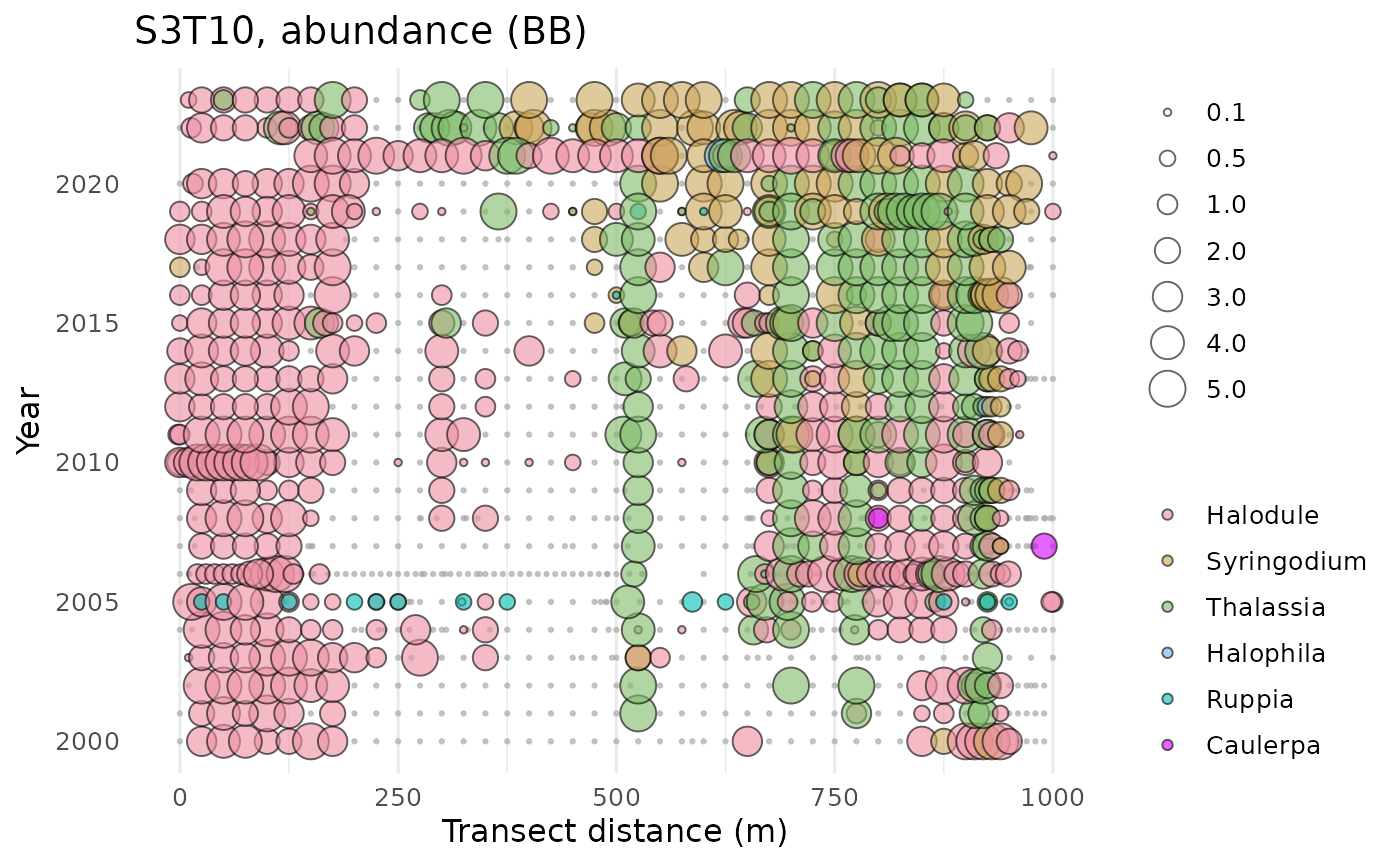 S3T10, abundance (BB)
Year
2020
2015
2010
2005
2000
0
250
500
750
1000
Transect distance (m)
0.1
0.5
1.0
2.0
3.0
4.0
5.0
Halodule
Syringodium
Thalassia
Halophila
Ruppia
Caulerpa